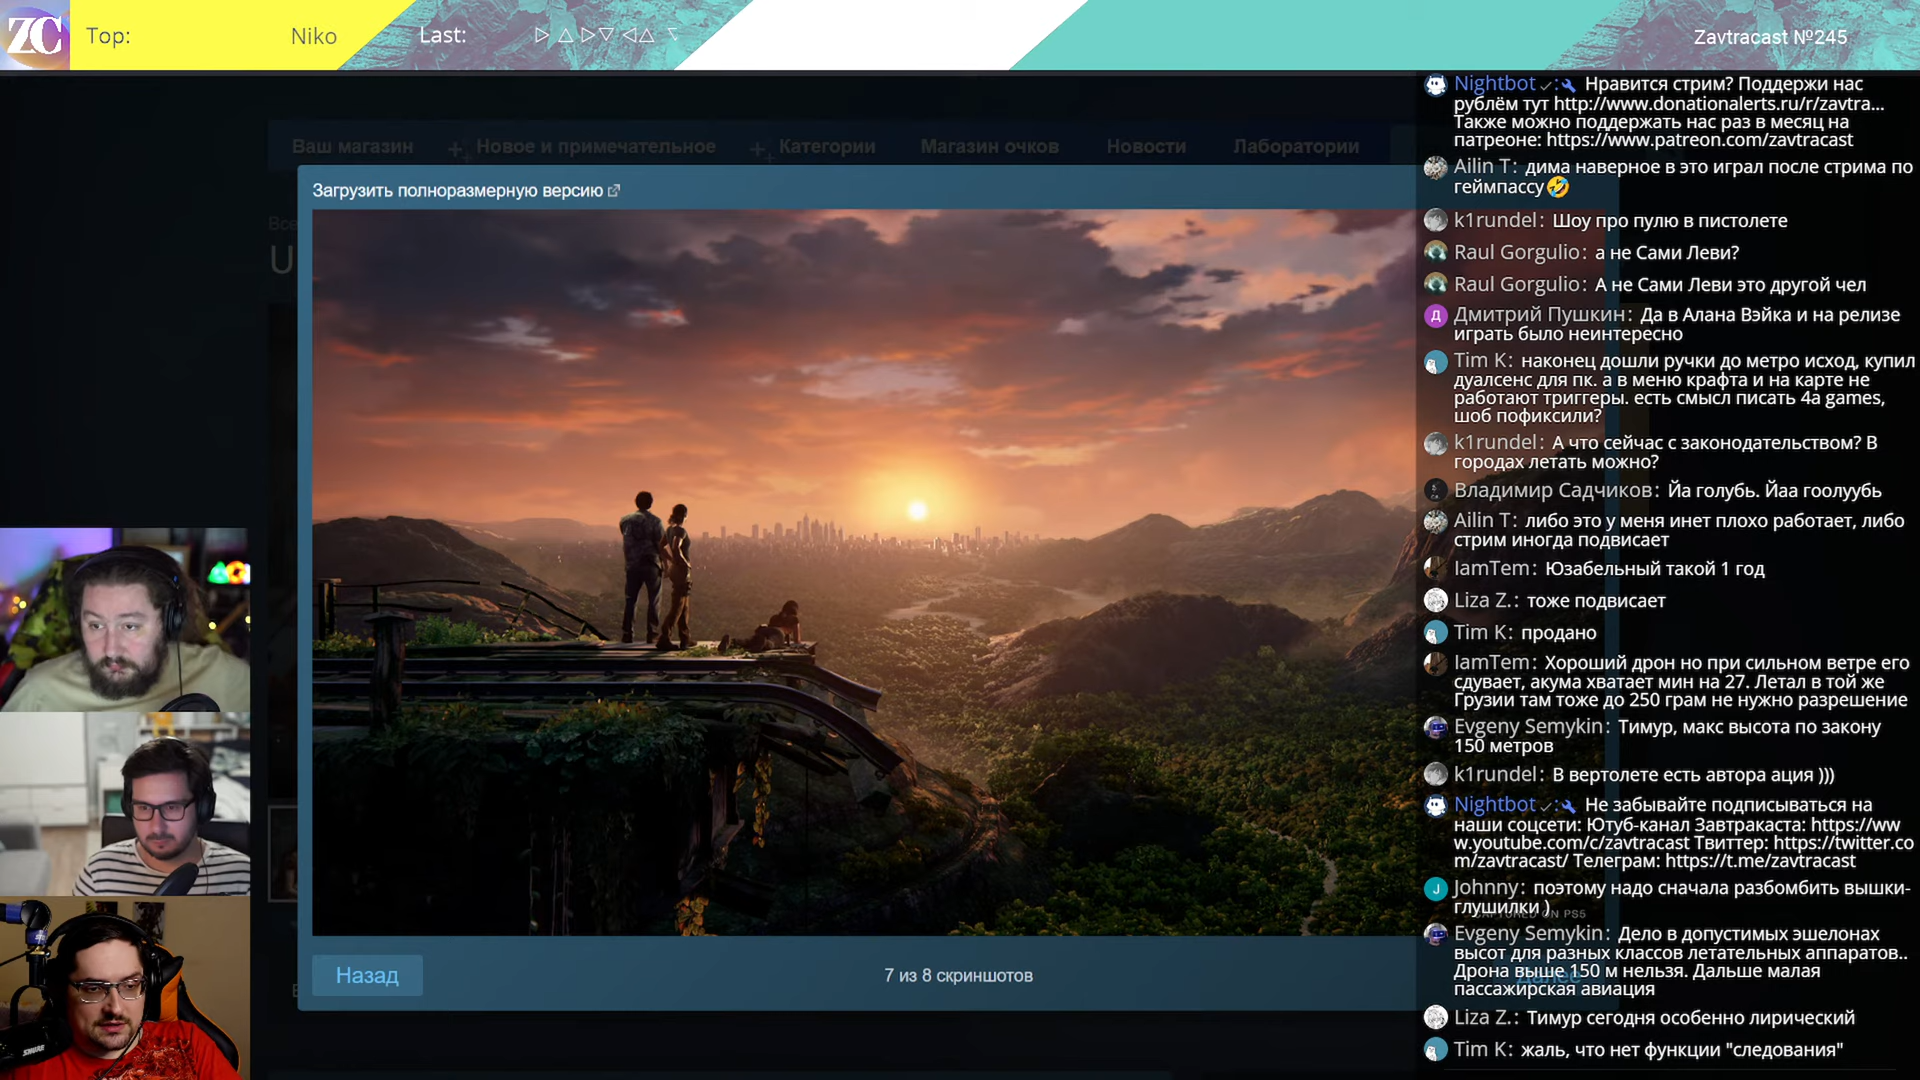 ZC
Top:
Niko
Last:
Zavtracast №245
Ваш магазин
Новое и примечательное
Категории
Магазин очков
Новости
Лаборатории
Все
U
Загрузить полноразмерную версию
Назад
7 из 8 скриншотов
Далее
CAPTURED ON PS5
SHURE
Nightbot: Нравится стрим? Поддержи нас
рублём тут http://www.donationalerts.ru/r/zavtra...
Также можно поддержать нас раз в месяц на
патреоне: https://www.patreon.com/zavtracast
Ailin T: дима наверное в это играл после стрима по
геймпассу🤣
k1rundel: Шоу про пулю в пистолете
Raul Gorgulio: а не Сами Леви?
Raul Gorgulio: А не Сами Леви это другой чел
Д Дмитрий Пушкин: Да в Алана Вэйка и на релизе
играть было неинтересно
Tim K: наконец дошли ручки до метро исход, купил
дуалсенс для пк. а в меню крафта и на карте не
работают триггеры. есть смысл писать 4a games,
шоб пофиксили?
k1rundel: А что сейчас с законодательством? В
городах летать можно?
Владимир Садчиков: Йа голубь. Йаа гоолуубь
Ailin T: либо это у меня инет плохо работает, либо
стрим иногда подвисает
IamTem: Юзабельный такой 1 год
Liza Z.: тоже подвисает
Tim K: продано
IamTem: Хороший дрон но при сильном ветре его
сдувает, акума хватает мин на 27. Летал в той же
Грузии там тоже до 250 грам не нужно разрешение
Evgeny Semykin: Тимур, макс высота по закону
150 метров
k1rundel: В вертолете есть автора ация )))
Nightbot: Не забывайте подписываться на
наши соцсети: Ютуб-канал Завтракаста: https://ww
w.youtube.com/c/zavtracast Твиттер: https://twitter.co
m/zavtracast/ Телеграм: https://t.me/zavtracast
J Johnny: поэтому надо сначала разбомбить вышки-
глушилки )
Evgeny Semykin: Дело в допустимых эшелонах
высот для разных классов летательных аппаратов..
Дрона выше 150 м нельзя. Дальше малая
пассажирская авиация
Liza Z.: Тимур сегодня особенно лирический
Tim K: жаль, что нет функции "следования"